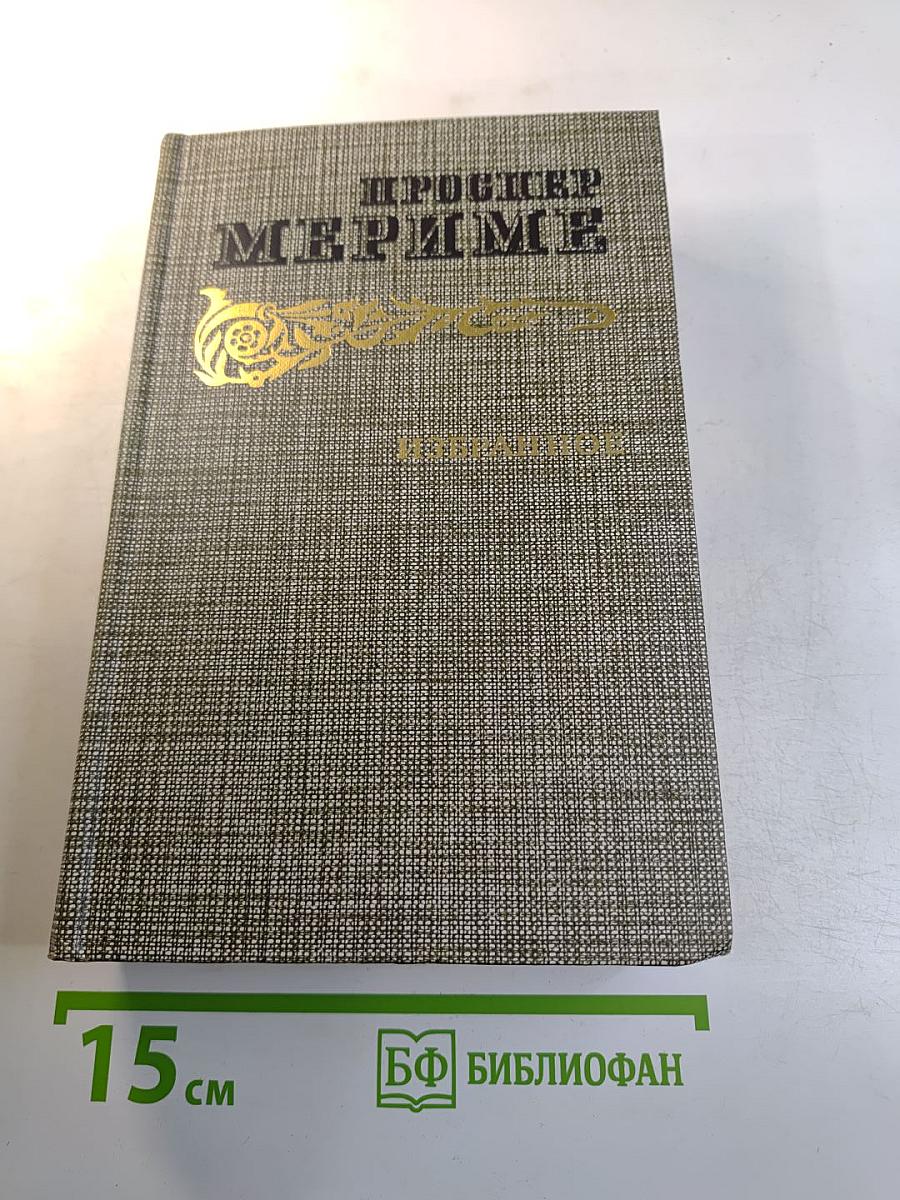 ПРОСПЕР
МЕРИМЕ
ИЗБРАННОЕ
15 см
БФ БИБЛИОФАН